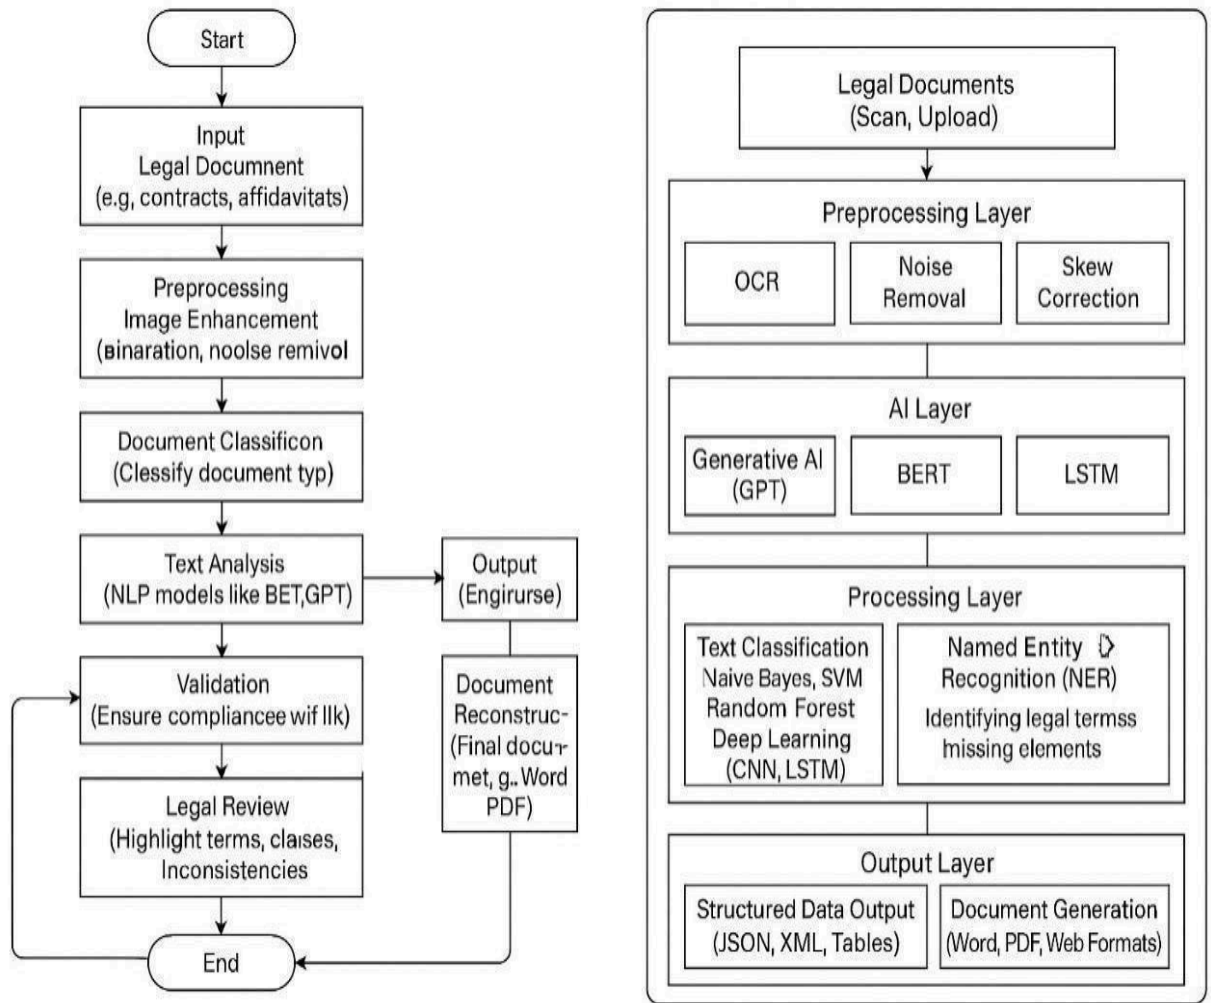 Start
Input
Legal Documnent
(e.g, contracts, affidavitats)
Preprocessing
Image Enhancement
(Binaration, noolse remivol
Document Classificon
(Clessify document typ)
Text Analysis
(NLP models like BET,GPT)
Output
(Engirurse)
Validation
(Ensure compliancee wif llk)
Document
Reconstruc-
(Final docur-
met, g.. Word
PDF)
Legal Review
(Highlight terms, claises,
Inconsistencies
End
Legal Documents
(Scan, Upload)
Preprocessing Layer
OCR
Noise
Removal
Skew
Correction
AI Layer
Generative AI
(GPT)
BERT
LSTM
Processing Layer
Text Classification
Naive Bayes, SVM
Random Forest
Deep Learning
(CNN, LSTM)
Named Entity
Recognition (NER)
Identifying legal termss
missing elements
Output Layer
Structured Data Output
(JSON, XML, Tables)
Document Generation
(Word, PDF, Web Formats)